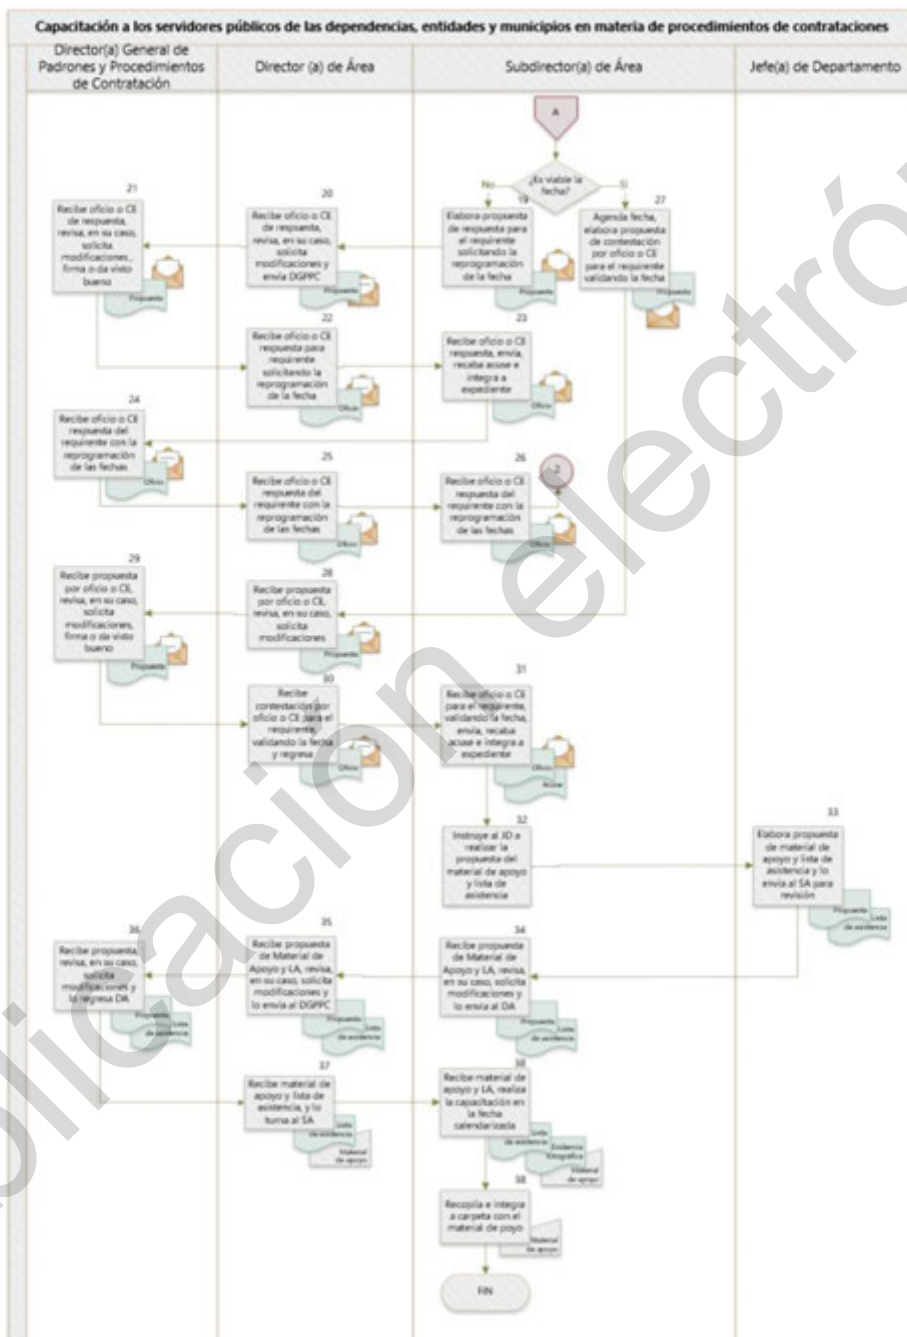 Capacitación a los servidores públicos de las dependencias, entidades y municipios en materia de procedimientos de contrataciones
Director(a) General de
Padrones y Procedimientos
de Contratación
Director (a) de Área
Subdirector(a) de Área
Jefe(a) de Departamento
A
¿Es viable la
fecha?
No
Sí
21
Recibe oficio o CE
de respuesta,
revisa, en su caso,
solicita
modificaciones,
firma o da visto
bueno
Propuesta
20
Recibe oficio o CE
de respuesta,
revisa, en su caso,
solicita
modificaciones y
envía DGPPC
Propuesta
19
Elabora propuesta
de respuesta para
el requirente
solicitando la
reprogramación
de la fecha
Propuesta
27
Agenda fecha,
elabora propuesta
de contestación
por oficio o CE
para el requirente
validando la fecha
Propuesta
22
Recibe oficio o CE
respuesta para
requirente
solicitando la
reprogramación
de la fecha
Oficio
23
Recibe oficio o CE
respuesta, envía,
recaba acuse e
integra a
expediente
Oficio
24
Recibe oficio o CE
respuesta del
requirente con la
reprogramación
de las fechas
Oficio
25
Recibe oficio o CE
respuesta del
requirente con la
reprogramación
de las fechas
Oficio
26
Recibe oficio o CE
respuesta del
requirente con la
reprogramación
de las fechas
Oficio
2
29
Recibe propuesta
por oficio o CE,
revisa, en su caso,
solicita
modificaciones,
firma o da visto
bueno
Propuesta
28
Recibe propuesta
por oficio o CE,
revisa, en su caso,
solicita
modificaciones
Propuesta
30
Recibe
contestación por
oficio o CE para el
requirente,
validando la fecha
y regresa
Oficio
31
Recibe oficio o CE
para el requirente,
validando la fecha,
envía, recaba
acuse e integra a
expediente
Oficio
Acuse
32
Instruye al JD a
realizar la
propuesta del
material de apoyo
y lista de
asistencia
33
Elabora propuesta
de material de
apoyo y lista de
asistencia y lo
envía al SA para
revisión
Propuesta
Lista
de asistencia
36
Recibe propuesta,
revisa, en su caso,
solicita
modificaciones y
lo regresa DA
Propuesta
Lista
de asistencia
35
Recibe propuesta
de Material de
Apoyo y LA, revisa,
en su caso, solicita
modificaciones y
lo envía al DGPPC
Propuesta
Lista
de asistencia
34
Recibe propuesta
de Material de
Apoyo y LA, revisa,
en su caso, solicita
modificaciones y
lo envía al DA
Propuesta
Lista
de asistencia
37
Recibe material de
apoyo y lista de
asistencia, y lo
turna al SA
Lista
de asistencia
Material
de apoyo
38
Recibe material de
apoyo y LA, realiza
la capacitación en
la fecha
calendarizada
Lista
de asistencia
Evidencia
fotográfica
Material
de apoyo
38
Recopila e integra
a carpeta con el
material de poyo
Material
de apoyo
FIN
plicación electró